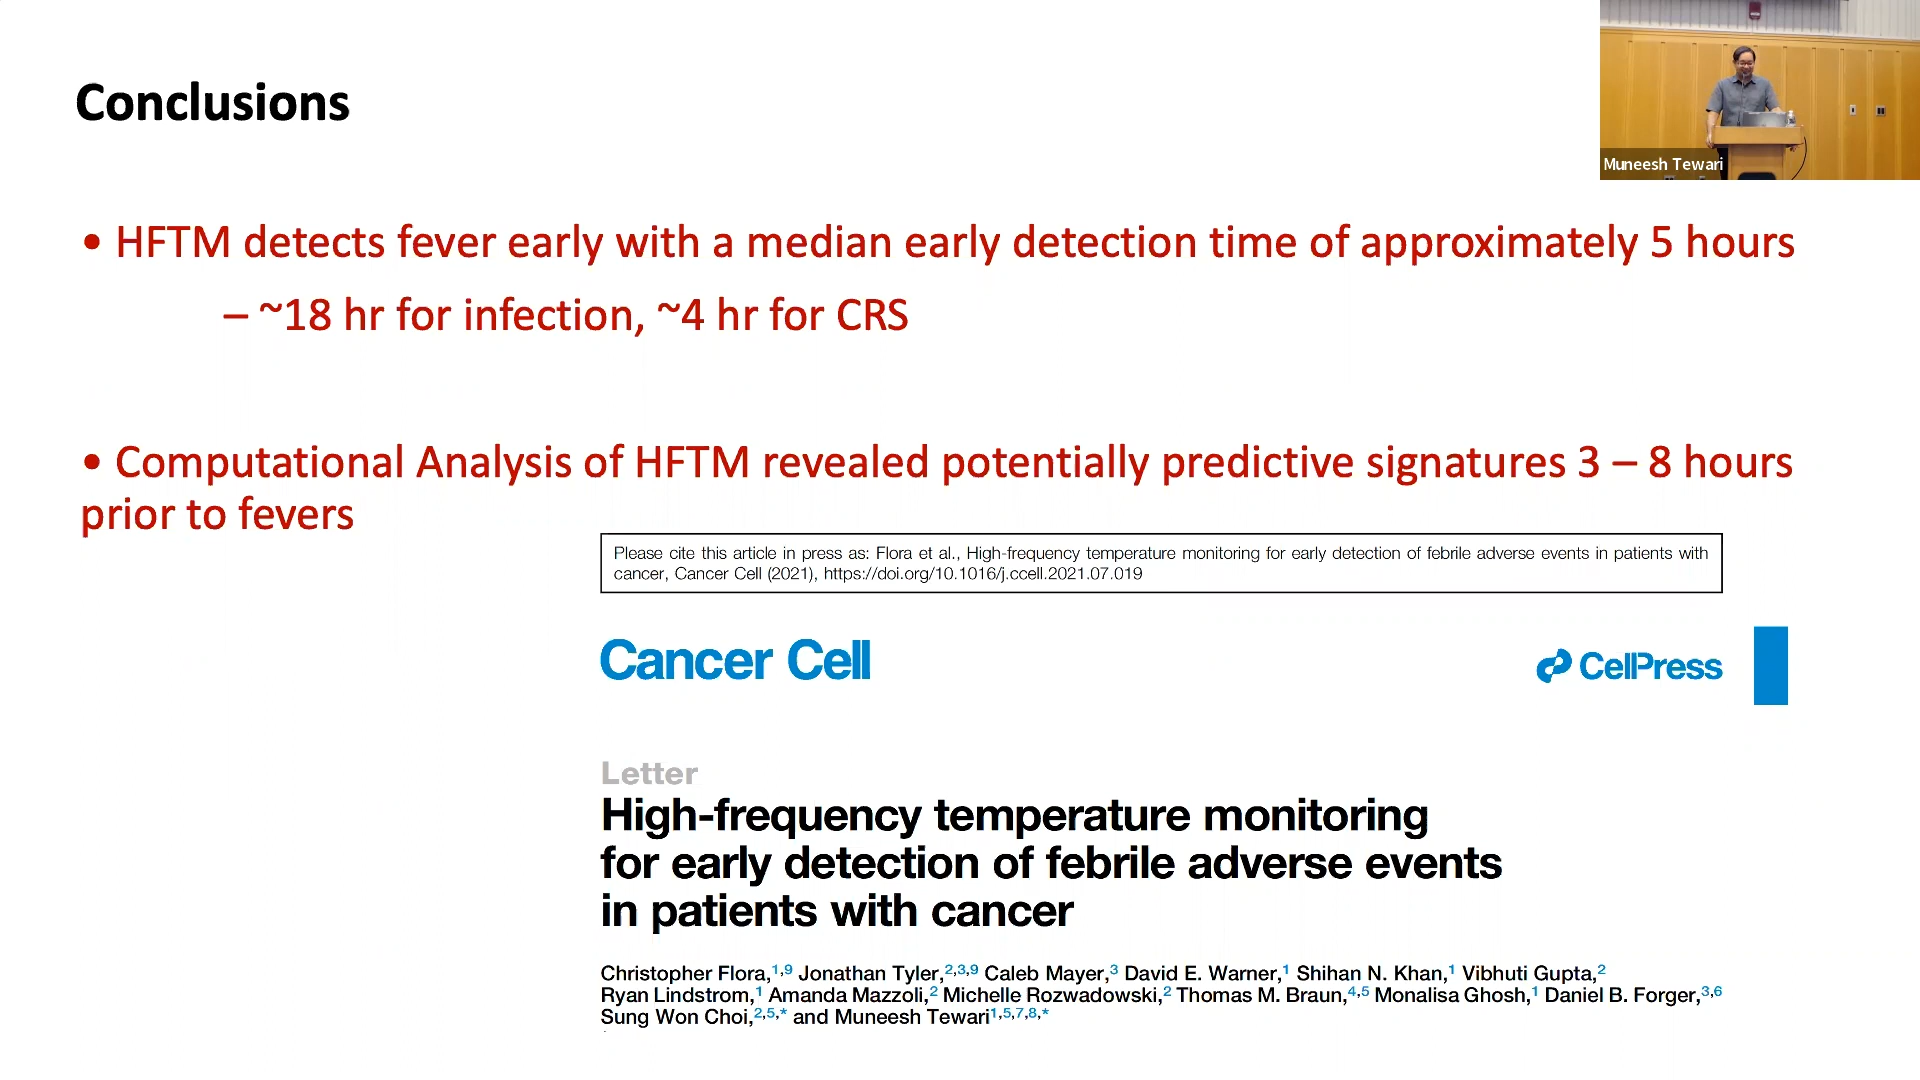 Conclusions
Muneesh Tewari
• HFTM detects fever early with a median early detection time of approximately 5 hours
– ~18 hr for infection, ~4 hr for CRS
• Computational Analysis of HFTM revealed potentially predictive signatures 3 – 8 hours
prior to fevers
Please cite this article in press as: Flora et al., High-frequency temperature monitoring for early detection of febrile adverse events in patients with
cancer, Cancer Cell (2021), https://doi.org/10.1016/j.ccell.2021.07.019
Cancer Cell
CellPress
Letter
High-frequency temperature monitoring
for early detection of febrile adverse events
in patients with cancer
Christopher Flora,1,9 Jonathan Tyler,2,3,9 Caleb Mayer,3 David E. Warner,1 Shihan N. Khan,1 Vibhuti Gupta,2
Ryan Lindstrom,1 Amanda Mazzoli,2 Michelle Rozwadowski,2 Thomas M. Braun,4,5 Monalisa Ghosh,1 Daniel B. Forger,3,6
Sung Won Choi,2,5,* and Muneesh Tewari1,5,7,8,*